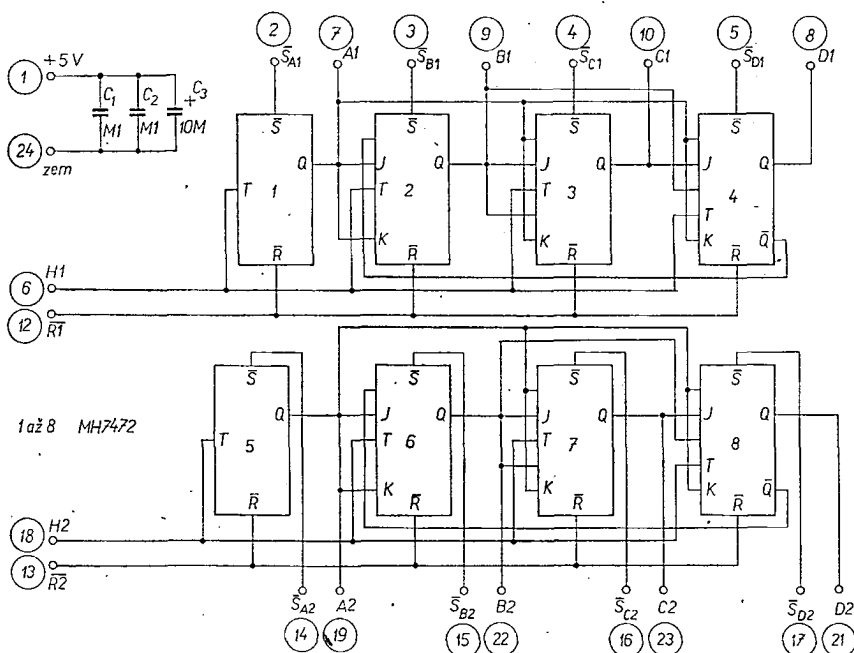 2 7 3 9 4 10 5 8
S̅A1 A1 S̅B1 B1 S̅C1 C1 S̅D1 D1
1 +5V
C1 C2 +C3
M1 M1 10M
24 zem
S̅ S̅ S̅ S̅
Q J Q J Q J Q
T 1 T 2 T 3 T 4
K K K Q̅
R̅ R̅ R̅ R̅
6 H1
12 R̅1̅
S̅ S̅ S̅ S̅
Q J Q J Q J Q
1 až 8 MH7472
T 5 T 6 T 7 T 8
K K K Q̅
R̅ R̅ R̅ R̅
18 H2
13 R̅2̅
S̅A2 A2 S̅B2 B2 S̅C2 C2 S̅D2 D2
14 19 15 22 16 23 17 21